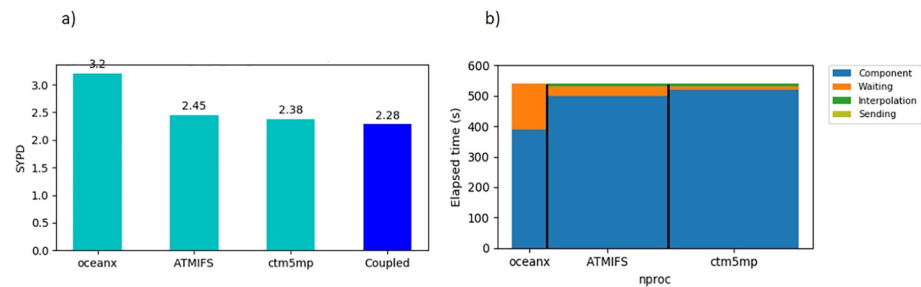 a)
SYPD
3.0
2.5
2.0
1.5
1.0
0.5
0.0
3.2
2.45
2.38
2.28
oceanx ATMIFS ctm5mp Coupled
b)
Elapsed time (s)
600
500
400
300
200
100
0
oceanx ATMIFS ctm5mp
nproc
Component
Waiting
Interpolation
Sending